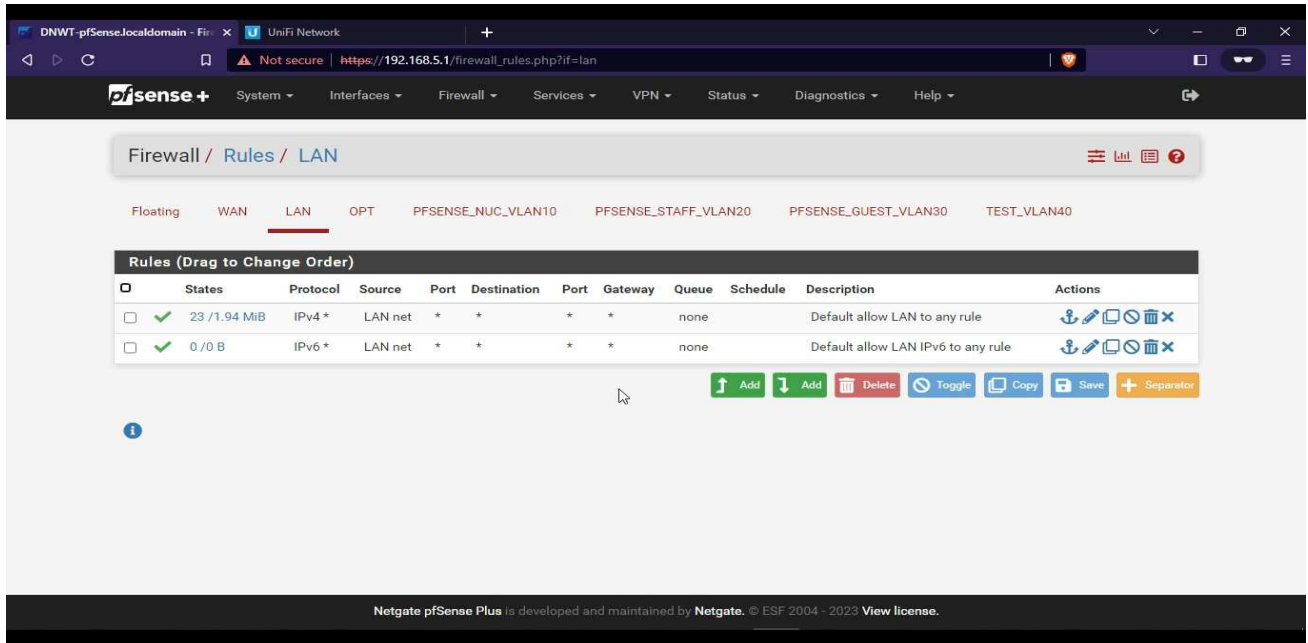 DNWT-pfSense.localdomain - Fir
UniFi Network
Not secure | https://192.168.5.1/firewall_rules.php?if=lan
pfsense+ System Interfaces Firewall Services VPN Status Diagnostics Help
Firewall / Rules / LAN
Floating WAN LAN OPT PFSENSE_NUC_VLAN10 PFSENSE_STAFF_VLAN20 PFSENSE_GUEST_VLAN30 TEST_VLAN40
Rules (Drag to Change Order)
States Protocol Source Port Destination Port Gateway Queue Schedule Description Actions
23 /1.94 MiB IPv4 * LAN net * * * * none Default allow LAN to any rule
0 /0 B IPv6 * LAN net * * * * none Default allow LAN IPv6 to any rule
Add Add Delete Toggle Copy Save Separator
Netgate pfSense Plus is developed and maintained by Netgate. © ESF 2004 - 2023 View license.